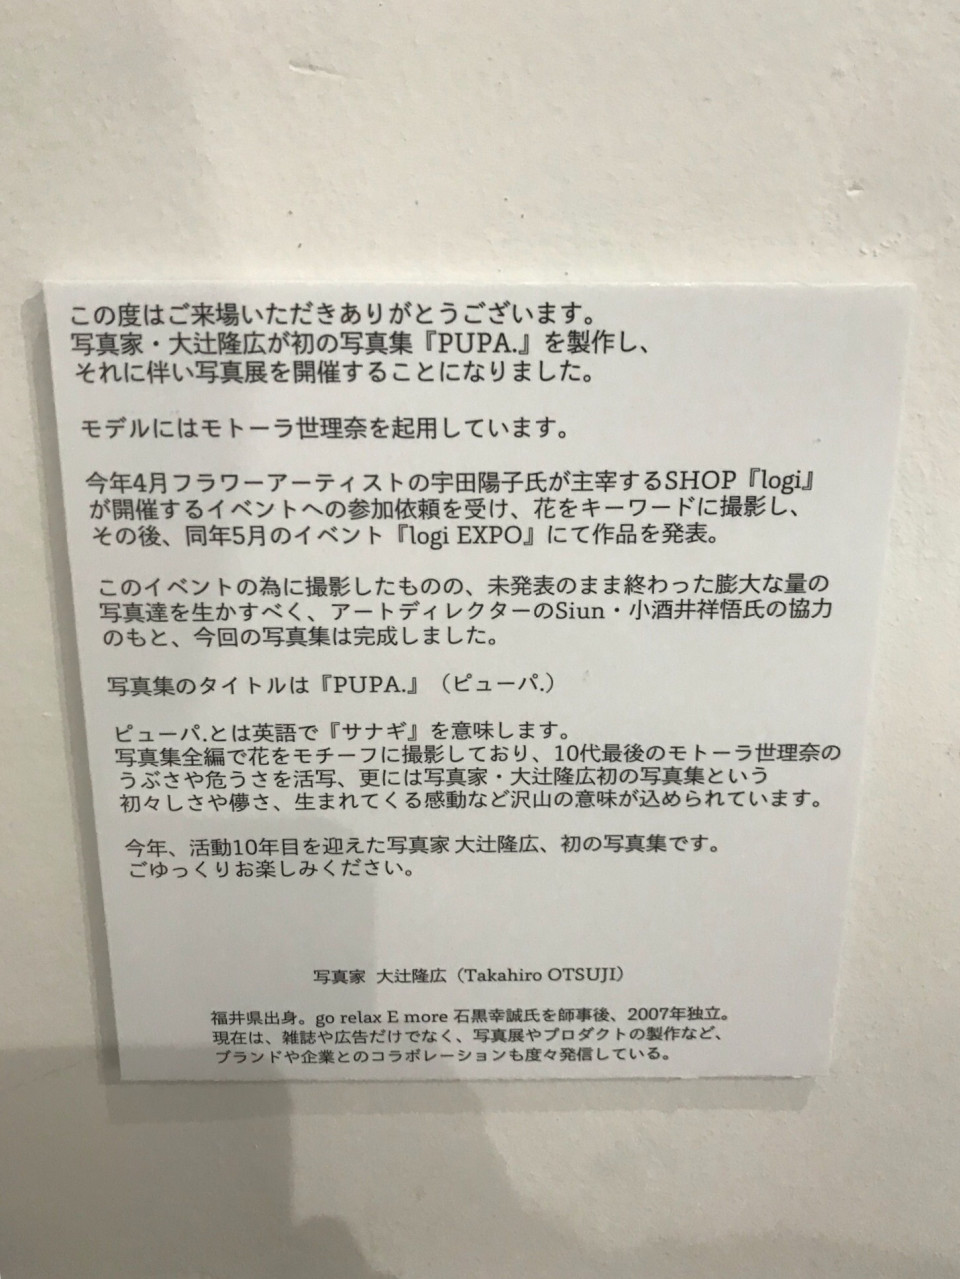 この度はご来場いただきありがとうございます。
写真家・大辻隆広が初の写真集『PUPA.』を製作し、
それに伴い写真展を開催することになりました。
モデルにはモトーラ世理奈を起用しています。
今年4月フラワーアーティストの宇田陽子氏が主宰するSHOP『logi』
が開催するイベントへの参加依頼を受け、花をキーワードに撮影し、
その後、同年5月のイベント『logi EXPO』にて作品を発表。
このイベントの為に撮影したものの、未発表のまま終わった膨大な量の
写真達を生かすべく、アートディレクターのSiun・小酒井祥悟氏の協力
のもと、今回の写真集は完成しました。
写真集のタイトルは『PUPA.』（ピューパ.）
ピューパ.とは英語で『サナギ』を意味します。
写真集全編で花をモチーフに撮影しており、10代最後のモトーラ世理奈の
うぶさや危うさを活写、更には写真家・大辻隆広初の写真集という
初々しさや儚さ、生まれてくる感動など沢山の意味が込められています。
今年、活動10年目を迎えた写真家 大辻隆広、初の写真集です。
ごゆっくりお楽しみください。
写真家 大辻隆広（Takahiro OTSUJI）
福井県出身。go relax E more 石黒幸誠氏を師事後、2007年独立。
現在は、雑誌や広告だけでなく、写真展やプロダクトの製作など、
ブランドや企業とのコラボレーションも度々発信している。